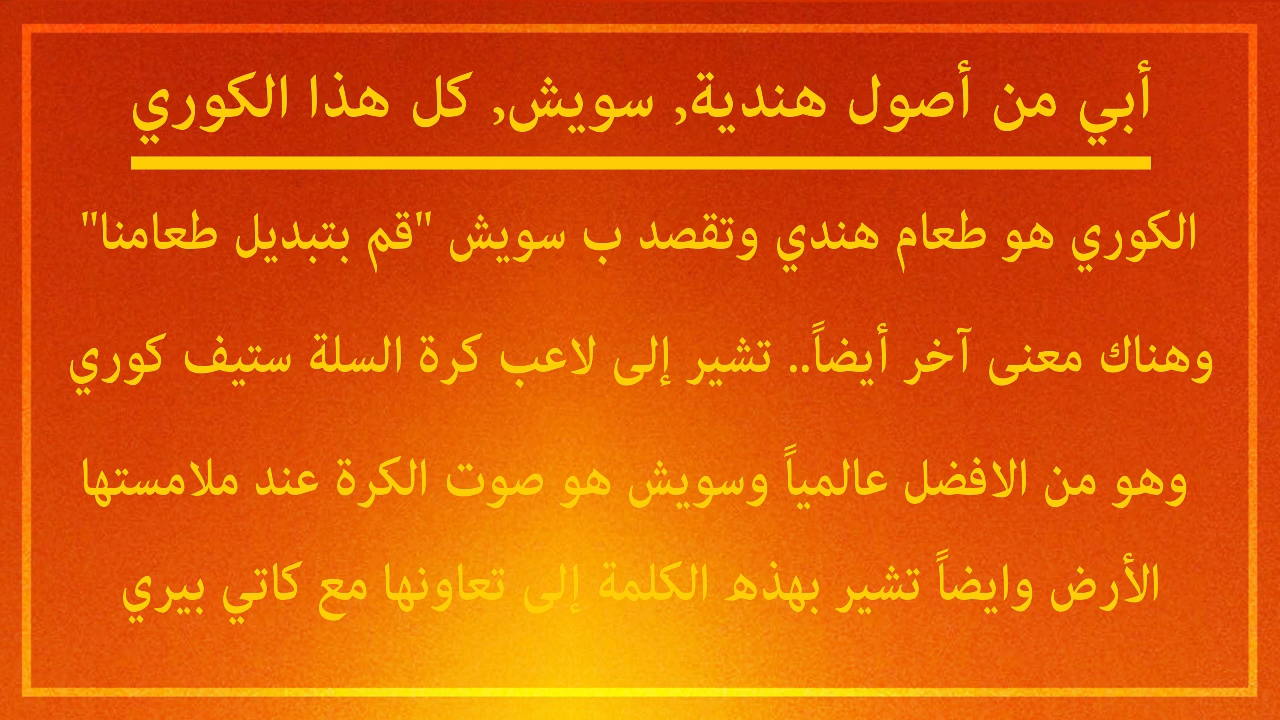 أبي من أصول هندية, سويش, كل هذا الكوري
الكوري هو طعام هندي وتقصد ب سويش "قم بتبديل طعامنا"
وهناك معنى آخر أيضاً.. تشير إلى لاعب كرة السلة ستيف كوري
وهو من الافضل عالمياً وسويش هو صوت الكرة عند ملامستها
الأرض وايضاً تشير بهذه الكلمة إلى تعاونها مع كاتي بيري